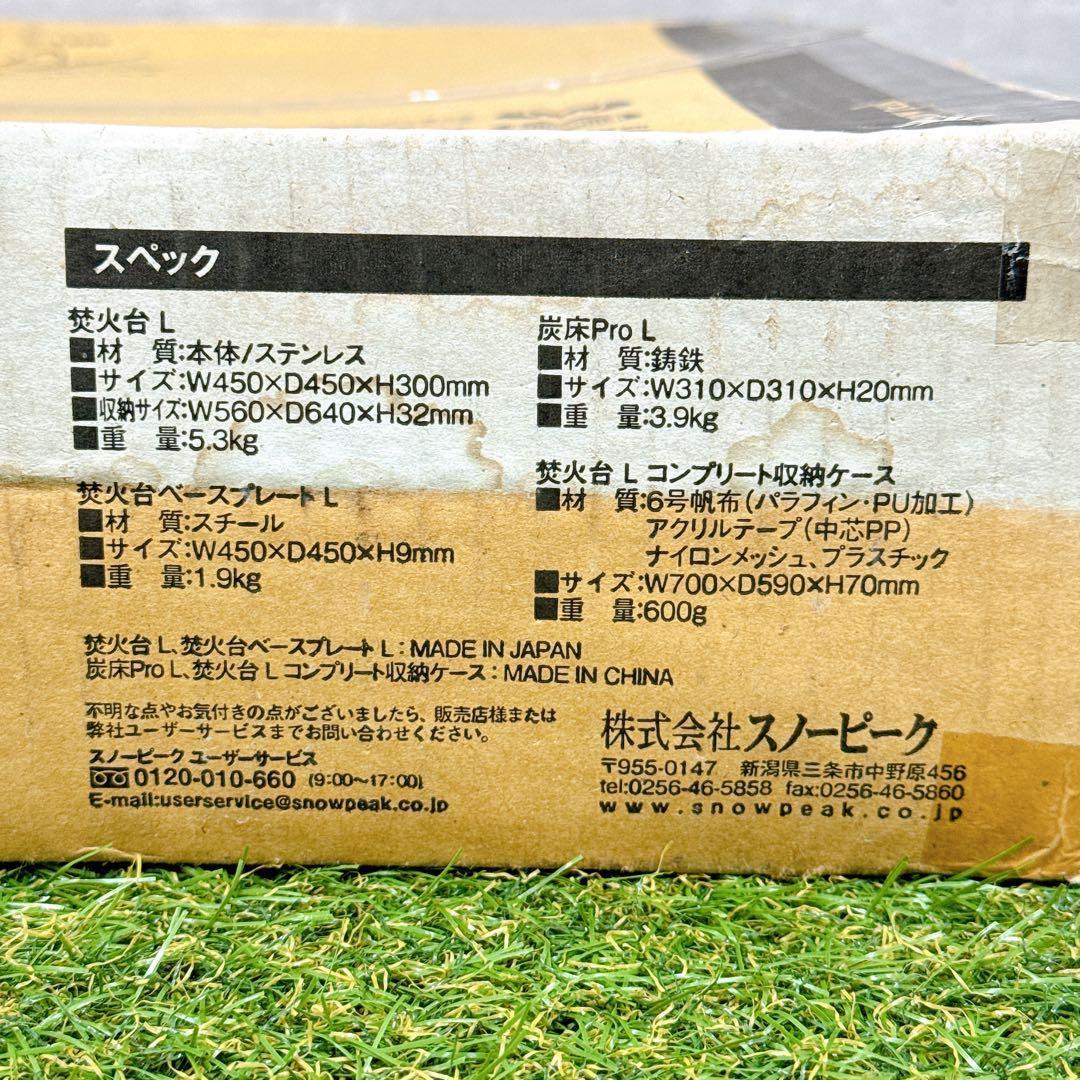 スペック
焚火台 L
■材　質:本体/ステンレス
■サイズ:W450×D450×H300mm
■収納サイズ:W560×D640×H32mm
■重　量:5.3kg
焚火台ベースプレート L
■材　質:スチール
■サイズ:W450×D450×H9mm
■重　量:1.9kg
炭床Pro L
■材　質:鋳鉄
■サイズ:W310×D310×H20mm
■重　量:3.9kg
焚火台 L コンプリート収納ケース
■材　質:6号帆布(パラフィン・PU加工)
アクリルテープ(中芯PP)
ナイロンメッシュ、プラスチック
■サイズ:W700×D590×H70mm
■重　量:600g
焚火台 L、焚火台ベースプレート L : MADE IN JAPAN
炭床Pro L、焚火台 L コンプリート収納ケース : MADE IN CHINA
不明な点やお気付きの点がございましたら、販売店様または
弊社ユーザーサービスまでお問い合わせください。
スノーピーク ユーザーサービス
0120-010-660 (9:00〜17:00)
E-mail:userservice@snowpeak.co.jp
株式会社スノーピーク
〒955-0147 新潟県三条市中野原456
tel:0256-46-5858 fax:0256-46-5860
www.snowpeak.co.jp